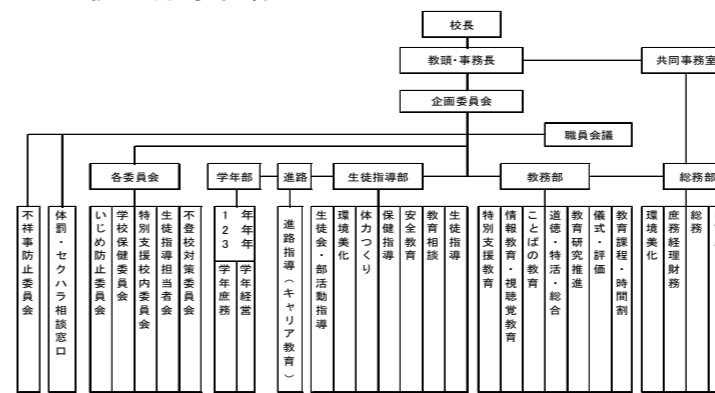 校長
教頭・事務長
共同事務室
企画委員会
職員会議
各委員会
学年部
進路
生徒指導部
教務部
総務部
不祥事防止委員会
体罰・セクハラ相談窓口
いじめ防止委員会
学校保健委員会
特別支援校内委員会
生徒指導担当者会
不登校対策委員会
1 年
2 年
3 年
学年庶務
学年経営
進路指導(キャリア教育)
生徒会・部活動指導
環境美化
体力つくり
保健指導
安全教育
教育相談
生徒指導
特別支援教育
情報教育・視聴覚教育
ことばの教育
道徳・特活・総合
教育研究推進
儀式・評価
教育課程・時間割
環境美化
庶務経理財務
総務